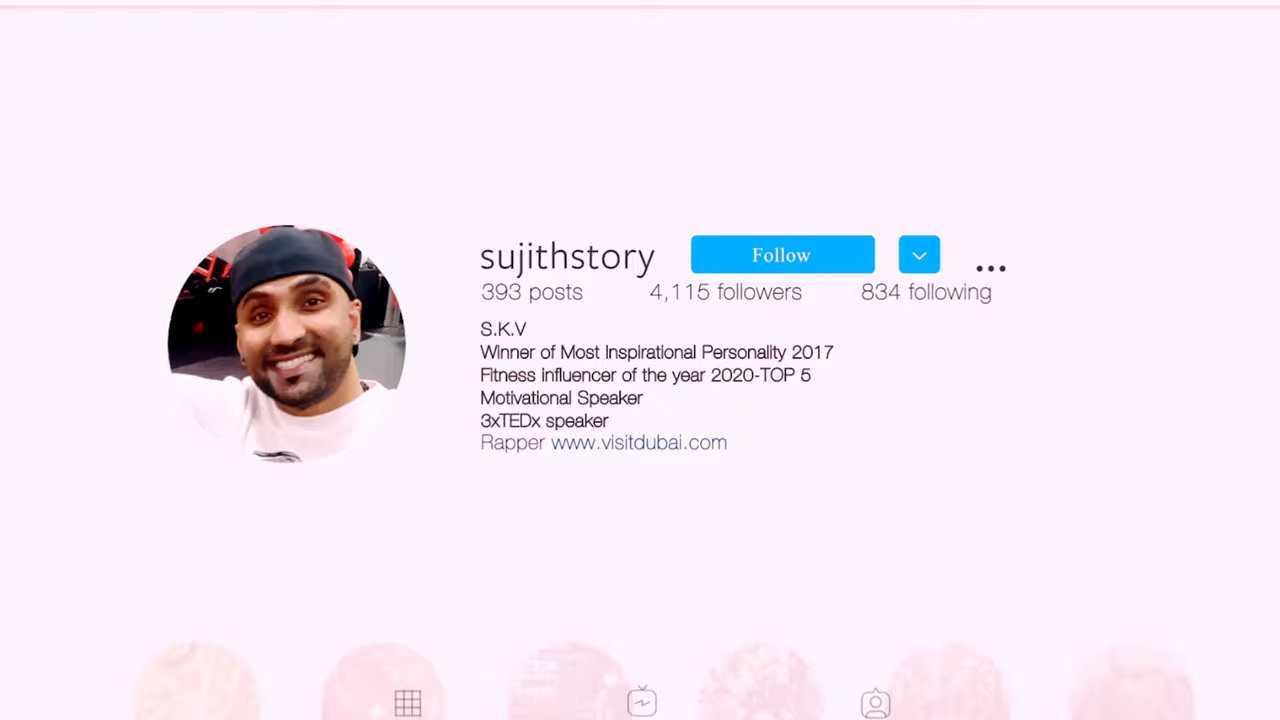 sujithstory Follow
393 posts 4,115 followers 834 following
S.K.V
Winner of Most Inspirational Personality 2017
Fitness influencer of the year 2020-TOP 5
Motivational Speaker
3xTEDx speaker
Rapper www.visitdubai.com